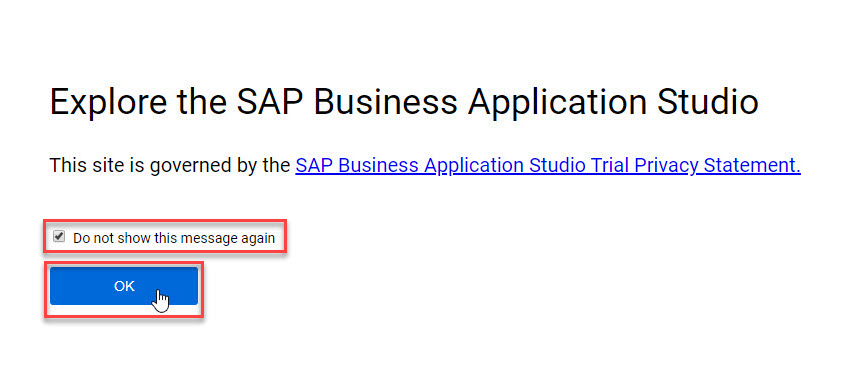 Explore the SAP Business Application Studio
This site is governed by the SAP Business Application Studio Trial Privacy Statement.
Do not show this message again
OK